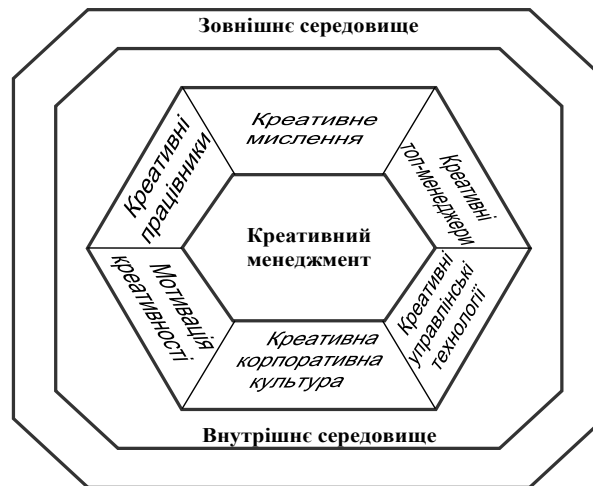 Зовнішнє середовище
Креативне
мислення
Креативні
працівники
Креативні
топ-менеджери
Креативний
менеджмент
Мотивація
креативності
Креативні
управлінські
технології
Креативна
корпоративна
культура
Внутрішнє середовище